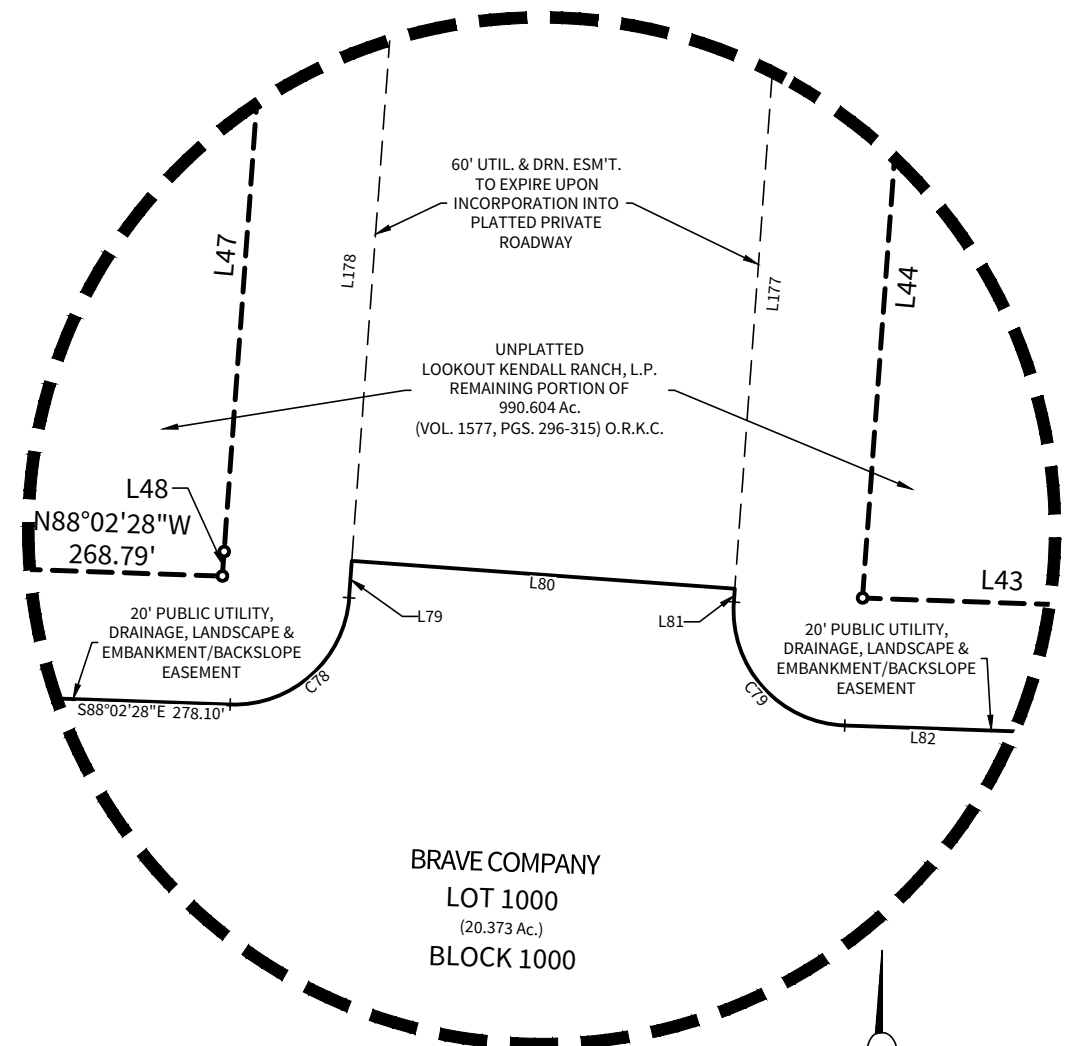 60' UTIL. & DRN. ESM'T.
TO EXPIRE UPON
INCORPORATION INTO
PLATTED PRIVATE
ROADWAY
L47
L178
L177
L44
UNPLATTED
LOOKOUT KENDALL RANCH, L.P.
REMAINING PORTION OF
990.604 Ac.
(VOL. 1577, PGS. 296-315) O.R.K.C.
L48
N88°02'28"W
268.79'
L80
L43
L79
L81
20' PUBLIC UTILITY,
DRAINAGE, LANDSCAPE &
EMBANKMENT/BACKSLOPE
EASEMENT
20' PUBLIC UTILITY,
DRAINAGE, LANDSCAPE &
EMBANKMENT/BACKSLOPE
EASEMENT
C78
C79
S88°02'28"E 278.10'
L82
BRAVE COMPANY
LOT 1000
(20.373 Ac.)
BLOCK 1000